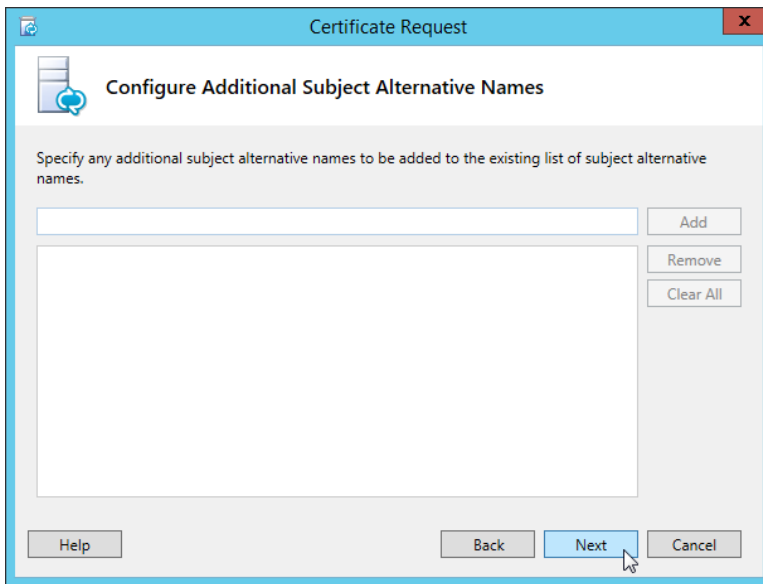 Certificate Request
x
Configure Additional Subject Alternative Names
Specify any additional subject alternative names to be added to the existing list of subject alternative
names.
Add
Remove
Clear All
Help
Back
Next
Cancel